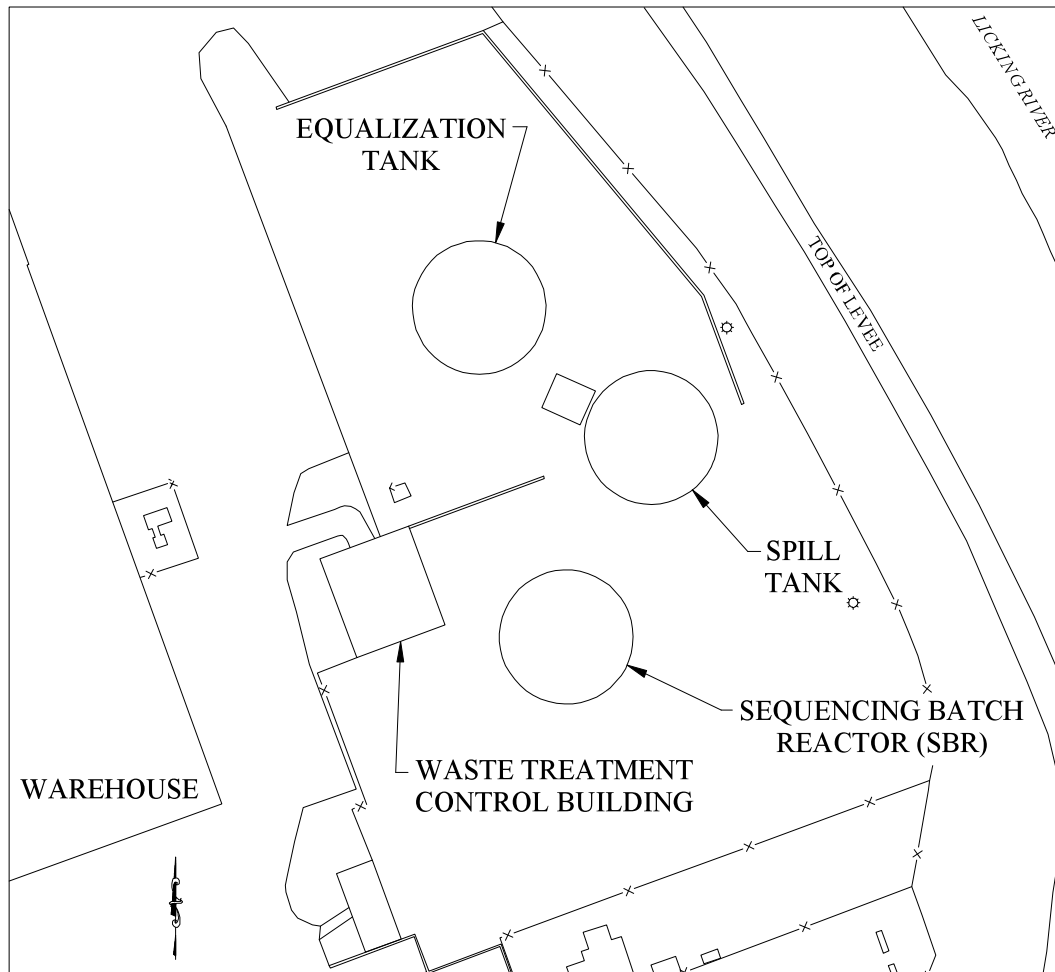 LICKING RIVER
EQUALIZATION
TANK
TOP OF LEVEE
SPILL
TANK
SEQUENCING BATCH
REACTOR (SBR)
WASTE TREATMENT
CONTROL BUILDING
WAREHOUSE